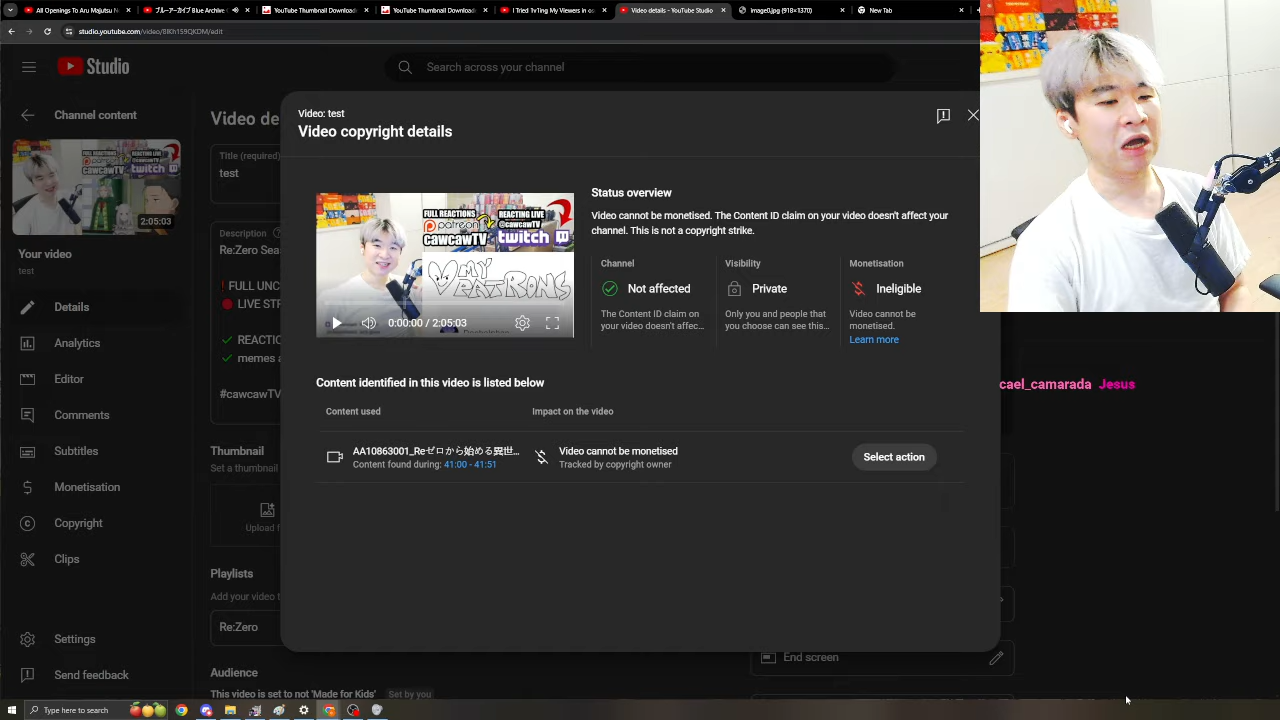 All Openings To Aru Majutsu N
ブルーアーカイブ Blue Archive
YouTube Thumbnail Download
YouTube Thumbnail Download
I Tried 1v1ing My Viewers in
Video details - YouTube Studio
image0.jpg (918×1370)
New Tab
Studio
Search across your channel
Channel content
2:05:03
Your video
test
Details
Analytics
Editor
Comments
Subtitles
Monetisation
Copyright
Clips
Settings
Send feedback
Video de
Title (required)
test
Description
Re:Zero Sea
FULL UNC
LIVE STR
REACTIO
memes a
#cawcawTV
Thumbnail
Set a thumbnail
Upload f
Playlists
Add your video t
Re:Zero
Audience
This video is set to not 'Made for Kids'
Set by you
Video: test
Video copyright details
FULL REACTIONS
patreon
CAWCAWTV
REACTING LIVE
@cawcawTV
twitch
MY PATRONS
0:00:00 / 2:05:03
Status overview
Video cannot be monetised. The Content ID claim on your video doesn't affect your
channel. This is not a copyright strike.
Channel
Not affected
The Content ID claim on
your video doesn't affec...
Visibility
Private
Only you and people that
you choose can see this...
Monetisation
Ineligible
Video cannot be
monetised.
Learn more
Content identified in this video is listed below
Content used
Impact on the video
AA10863001_Reゼロから始める異世...
Content found during: 41:00 - 41:51
Video cannot be monetised
Tracked by copyright owner
Select action
End screen
cael_camarada Jesus
Type here to search